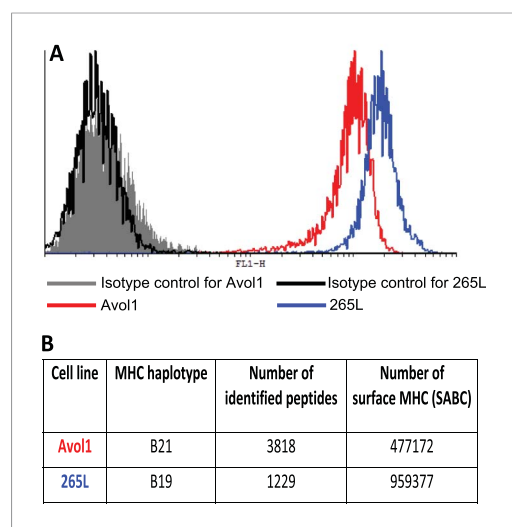 A
FL1-H
Isotype control for Avol1 Isotype control for 265L
Avol1 265L
B
Cell line MHC haplotype Number of identified peptides Number of surface MHC (SABC)
Avol1 B21 3818 477172
265L B19 1229 959377